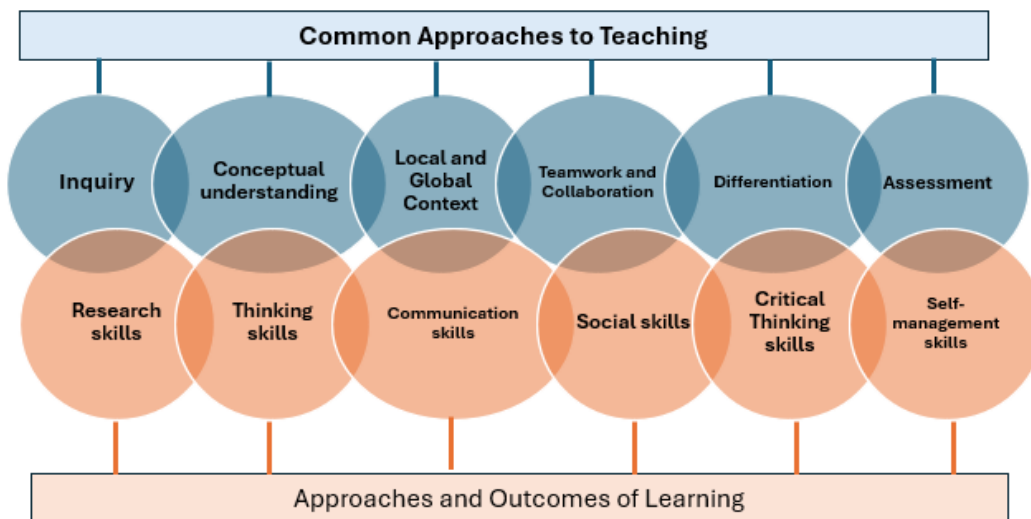 Common Approaches to Teaching
Inquiry
Conceptual
understanding
Local and
Global
Context
Teamwork and
Collaboration
Differentiation
Assessment
Research
skills
Thinking
skills
Communication
skills
Social skills
Critical
Thinking
skills
Self-
management
skills
Approaches and Outcomes of Learning